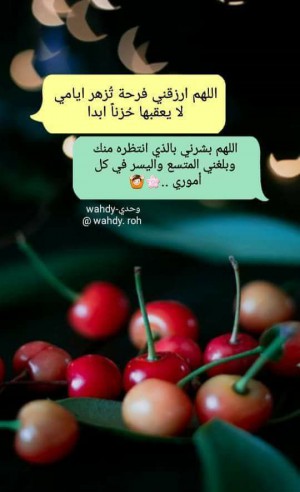 اللهم ارزقني فرحة تُزهر ايامي
لا يعقبها حُزناً ابدا
اللهم بشرني بالذي انتظره منك
وبلغني المتسع واليسر في كل
أموري ..🌸🙆
وحدي-wahdy
@ wahdy. roh